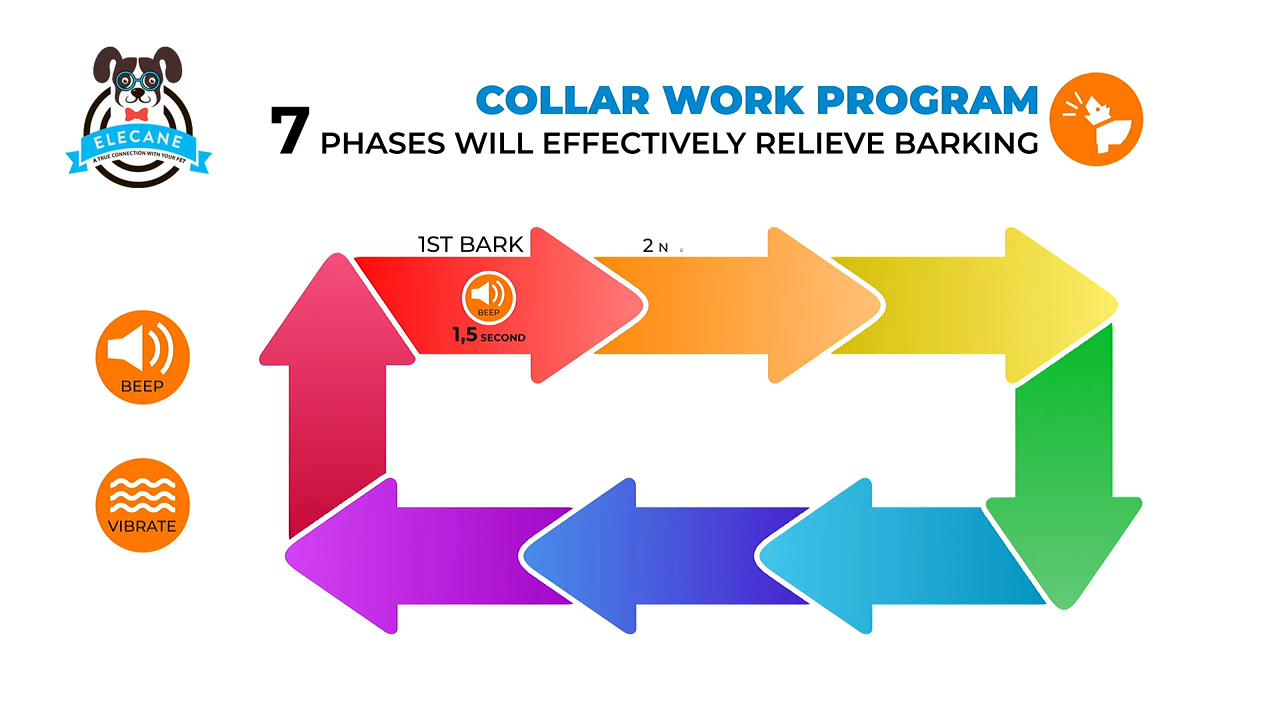 ELECANE
A TRUE CONNECTION WITH YOUR PET
COLLAR WORK PROGRAM
7 PHASES WILL EFFECTIVELY RELIEVE BARKING
1ST BARK
2 N
BEEP
1,5 SECOND
BEEP
VIBRATE